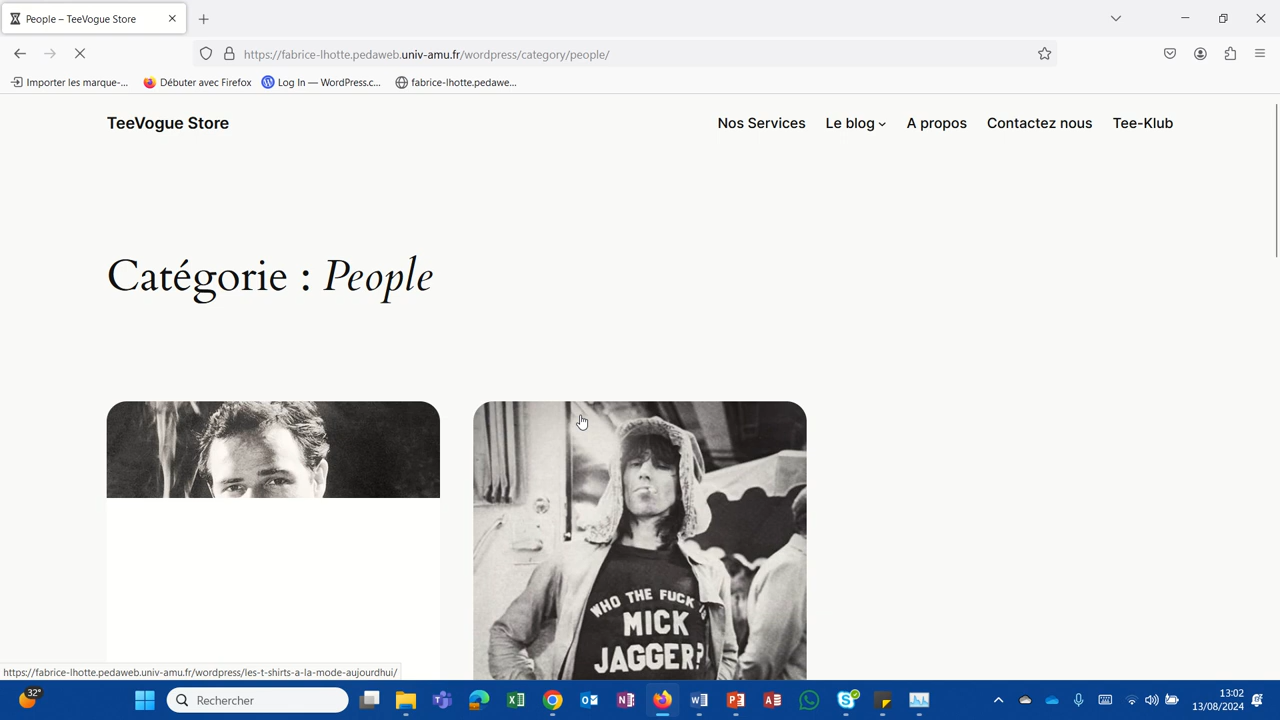 People – TeeVogue Store
https://fabrice-lhotte.pedaweb.univ-amu.fr/wordpress/category/people/
Importer les marque-...
Débuter avec Firefox
Log In — WordPress.c...
fabrice-lhotte.pedawe...
TeeVogue Store
Nos Services
Le blog
A propos
Contactez nous
Tee-Klub
Catégorie : People
WHO THE FUCK IS
MICK
JAGGER?
https://fabrice-lhotte.pedaweb.univ-amu.fr/wordpress/les-t-shirts-a-la-mode-aujourdhui/
32°
Rechercher
13:02
13/08/2024